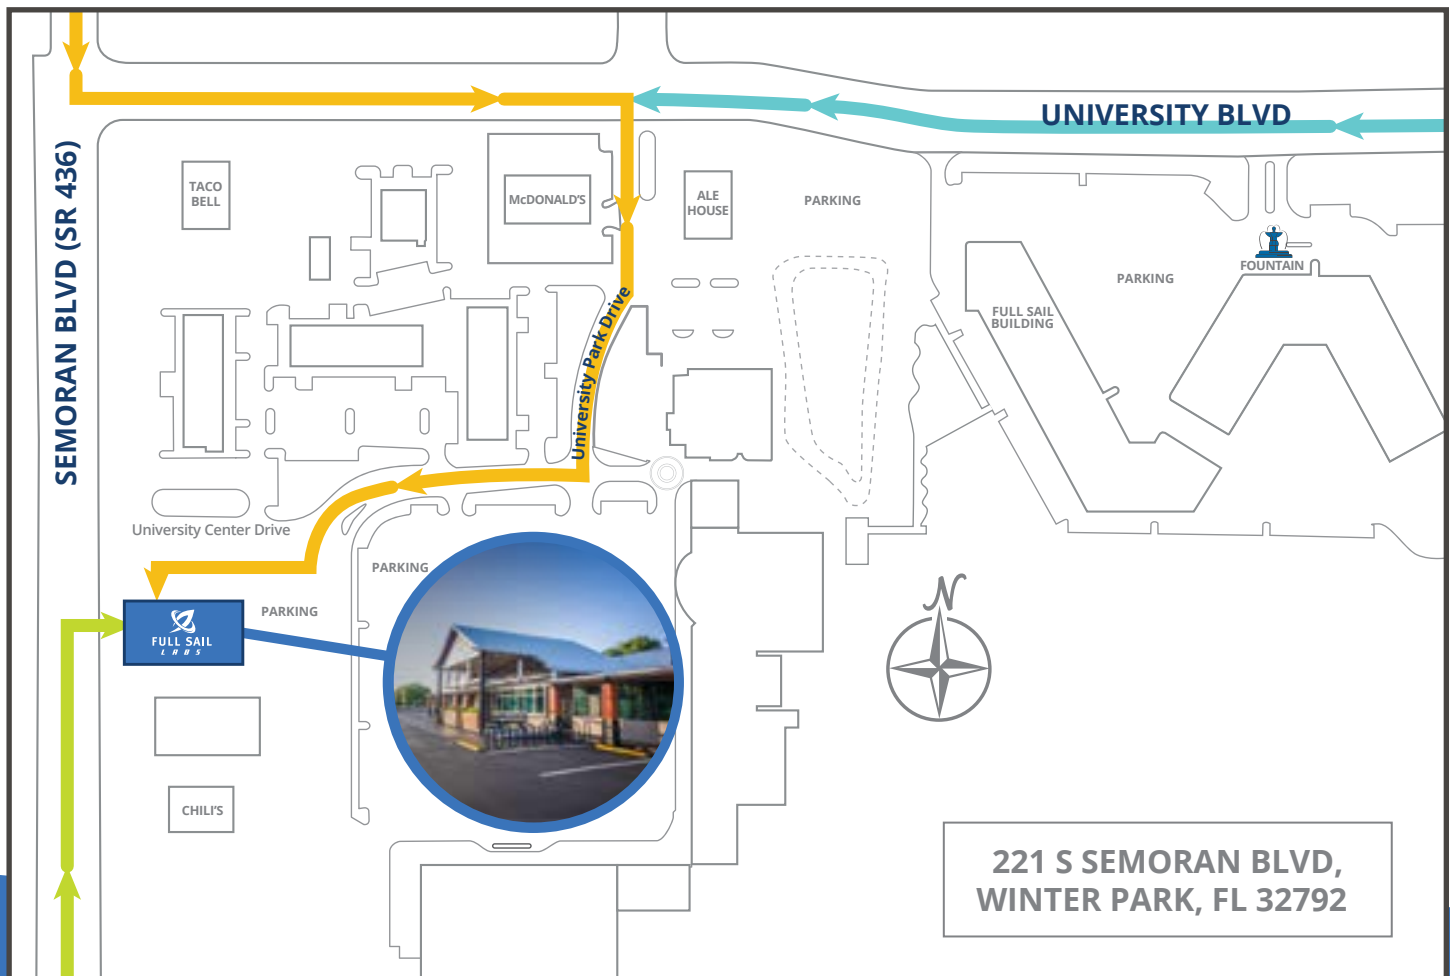 UNIVERSITY BLVD
SEMORAN BLVD (SR 436)
TACO
BELL
McDONALD'S
ALE
HOUSE
PARKING
FOUNTAIN
PARKING
FULL SAIL
BUILDING
University Park Drive
University Center Drive
PARKING
PARKING
FULL SAIL
LABS
N
CHILI'S
221 S SEMORAN BLVD,
WINTER PARK, FL 32792